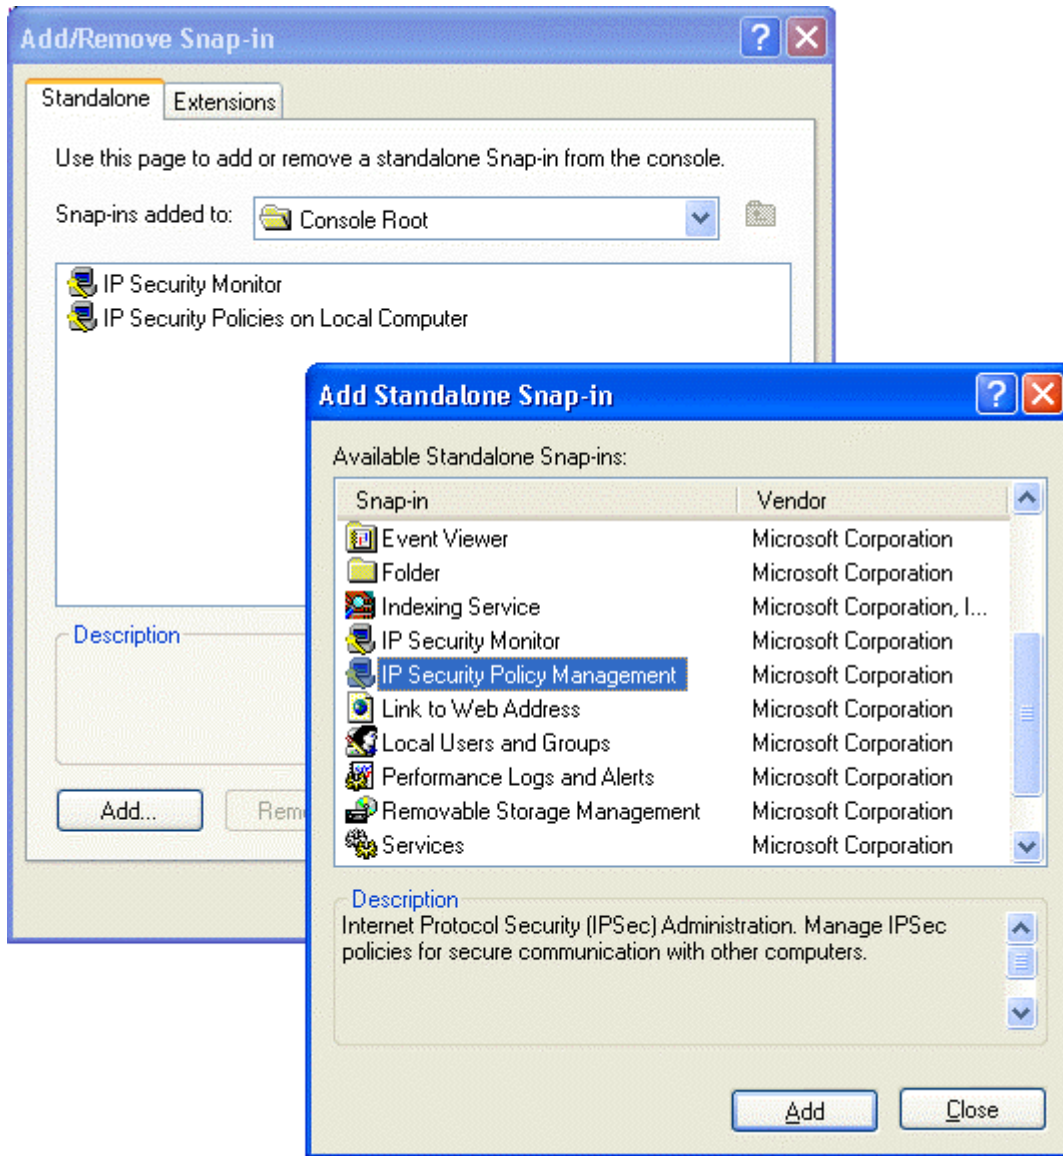 Add/Remove Snap-in
Standalone
Extensions
Use this page to add or remove a standalone Snap-in from the console.
Snap-ins added to:
Console Root
IP Security Monitor
IP Security Policies on Local Computer
Description
Add...
Add Standalone Snap-in
Available Standalone Snap-ins:
Snap-in Vendor
Event Viewer Microsoft Corporation
Folder Microsoft Corporation
Indexing Service Microsoft Corporation, I...
IP Security Monitor Microsoft Corporation
IP Security Policy Management Microsoft Corporation
Link to Web Address Microsoft Corporation
Local Users and Groups Microsoft Corporation
Performance Logs and Alerts Microsoft Corporation
Removable Storage Management Microsoft Corporation
Services Microsoft Corporation
Description
Internet Protocol Security (IPSec) Administration. Manage IPSec
policies for secure communication with other computers.
Add
Close